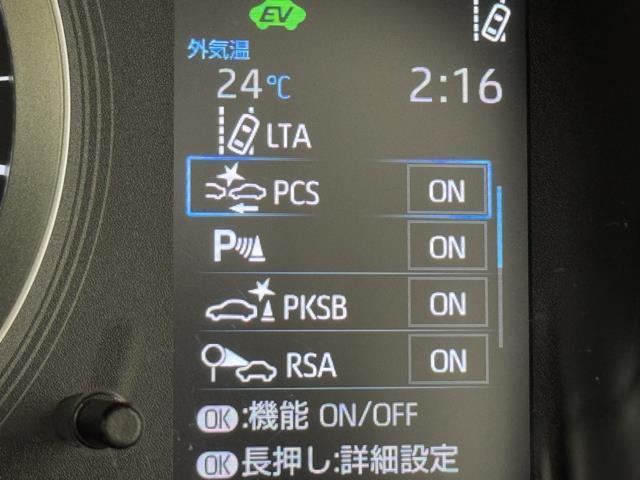 EV
外気温
24℃ 2:16
LTA
PCS ON
P ON
PKSB ON
RSA ON
OK:機能 ON/OFF
OK長押し:詳細設定